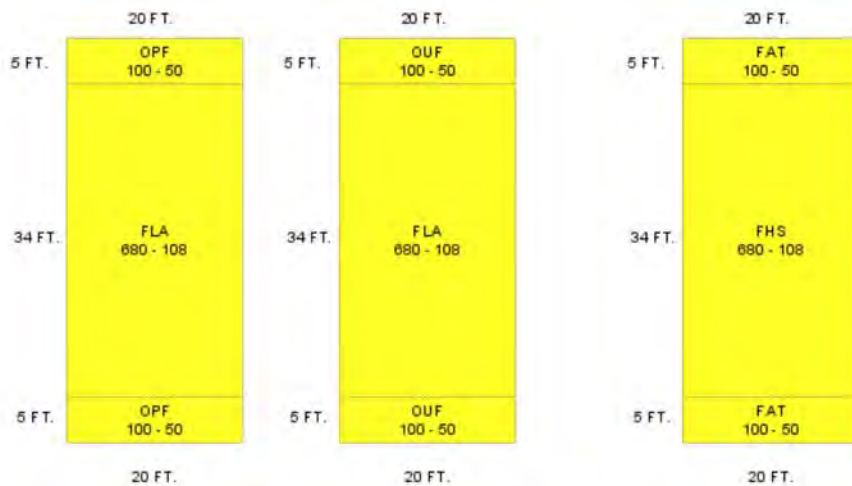 20 FT. 20 FT. 20 FT.
5 FT. OPF 5 FT. OUF 5 FT. FAT
100 - 50 100 - 50 100 - 50
34 FT. FLA 34 FT. FLA 34 FT. FHS
680 - 108 680 - 108 680 - 108
5 FT. OPF 5 FT. OUF 5 FT. FAT
100 - 50 100 - 50 100 - 50
20 FT. 20 FT. 20 FT.